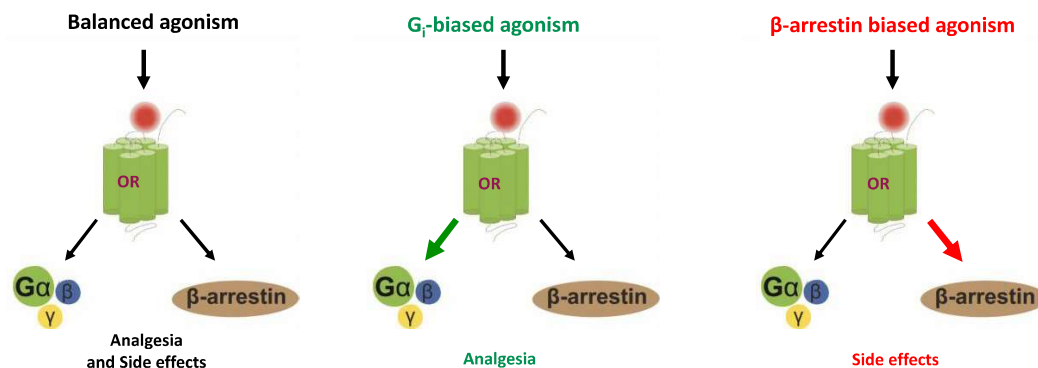 Balanced agonism
Gi-biased agonism
β-arrestin biased agonism
OR
OR
OR
Gα β
γ
β-arrestin
Gα β
γ
β-arrestin
Gα β
γ
β-arrestin
Analgesia
and Side effects
Analgesia
Side effects